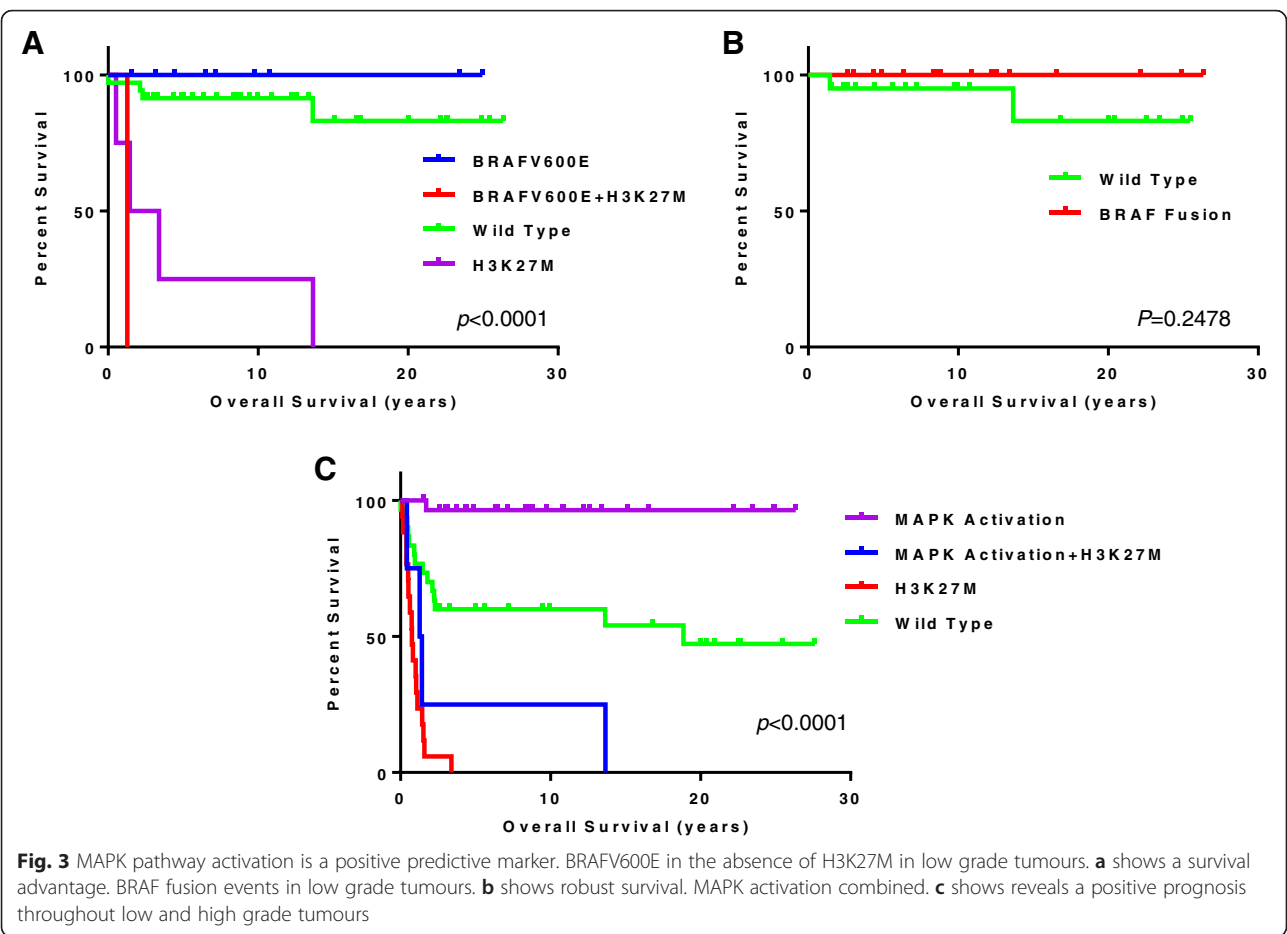 A
100
50
0
0
10
20
30
Percent Survival
Overall Survival (years)
BRAFV600E
BRAFV600E+H3K27M
Wild Type
H3K27M
p<0.0001
B
100
50
0
0
10
20
30
Percent Survival
Overall Survival (years)
Wild Type
BRAF Fusion
P=0.2478
C
100
50
0
0
10
20
30
Percent Survival
Overall Survival (years)
MAPK Activation
MAPK Activation+H3K27M
H3K27M
Wild Type
p<0.0001
Fig. 3 MAPK pathway activation is a positive predictive marker. BRAFV600E in the absence of H3K27M in low grade tumours. a shows a survival
advantage. BRAF fusion events in low grade tumours. b shows robust survival. MAPK activation combined. c shows reveals a positive prognosis
throughout low and high grade tumours